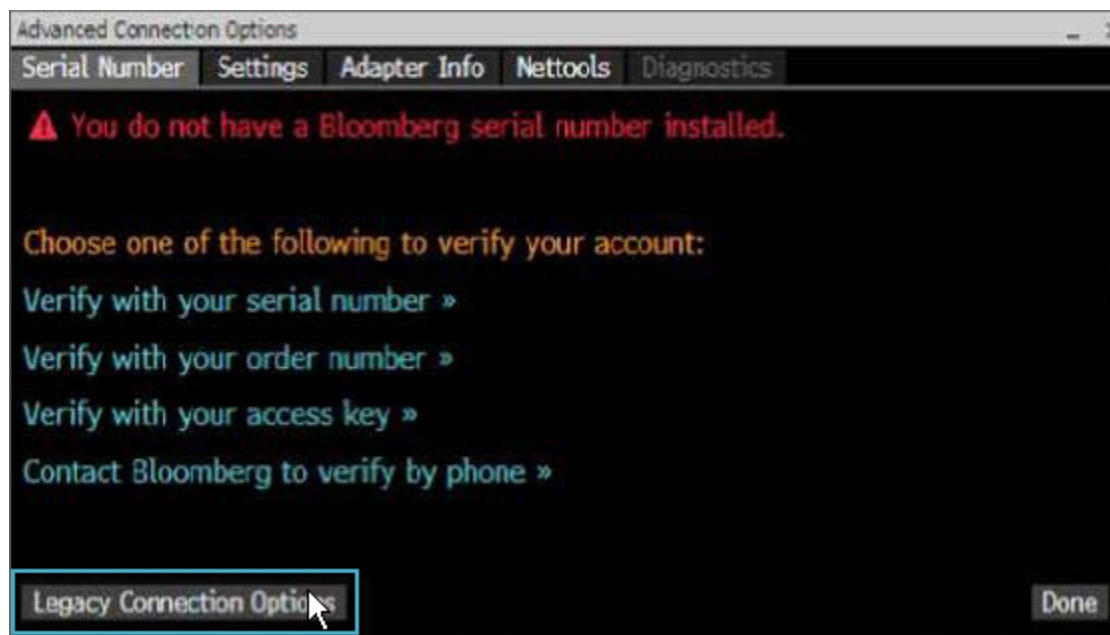 Advanced Connection Options
Serial Number Settings Adapter Info Nettools Diagnostics
You do not have a Bloomberg serial number installed.
Choose one of the following to verify your account:
Verify with your serial number »
Verify with your order number »
Verify with your access key »
Contact Bloomberg to verify by phone »
Legacy Connection Options Done